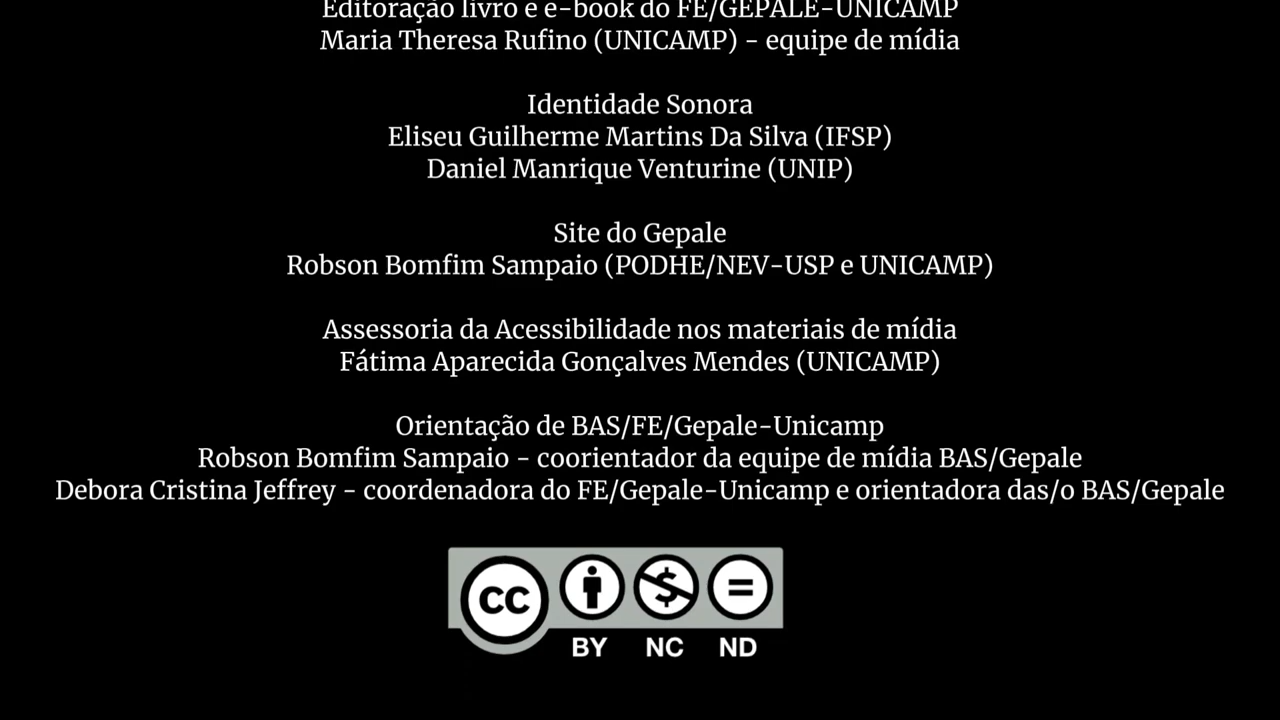 Editoração livro e e-book do FE/GEPALE-UNICAMP
Maria Theresa Rufino (UNICAMP) - equipe de mídia
Identidade Sonora
Eliseu Guilherme Martins Da Silva (IFSP)
Daniel Manrique Venturine (UNIP)
Site do Gepale
Robson Bomfim Sampaio (PODHE/NEV-USP e UNICAMP)
Assessoria da Acessibilidade nos materiais de mídia
Fátima Aparecida Gonçalves Mendes (UNICAMP)
Orientação de BAS/FE/Gepale-Unicamp
Robson Bomfim Sampaio - coorientador da equipe de mídia BAS/Gepale
Debora Cristina Jeffrey - coordenadora do FE/Gepale-Unicamp e orientadora das/o BAS/Gepale
CC $ =
BY NC ND